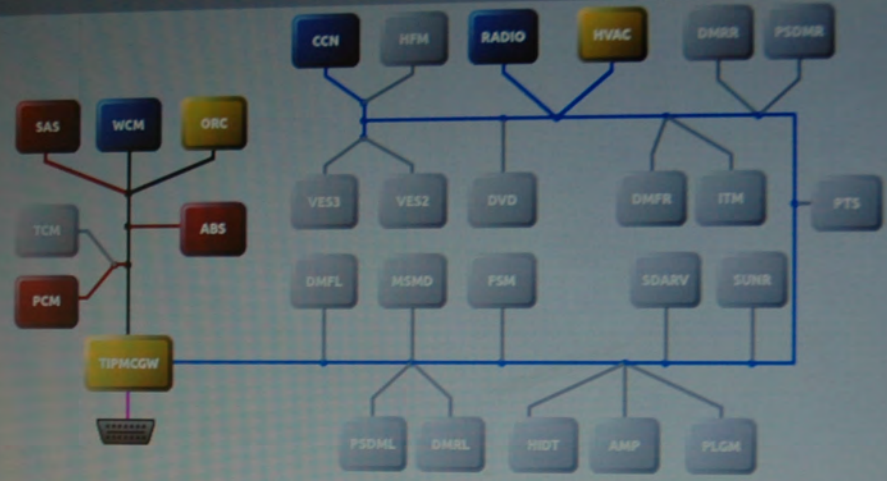 CCN HFM RADIO HVAC DMRR PSDMR
SAS WCM ORC
VES3 VES2 DVD DMFR ITM PTS
TCM ABS
DMFL MSMD FSM SDARV SUNR
PCM
TIPMCGW
PSDML DMRL HIDT AMP PLGM